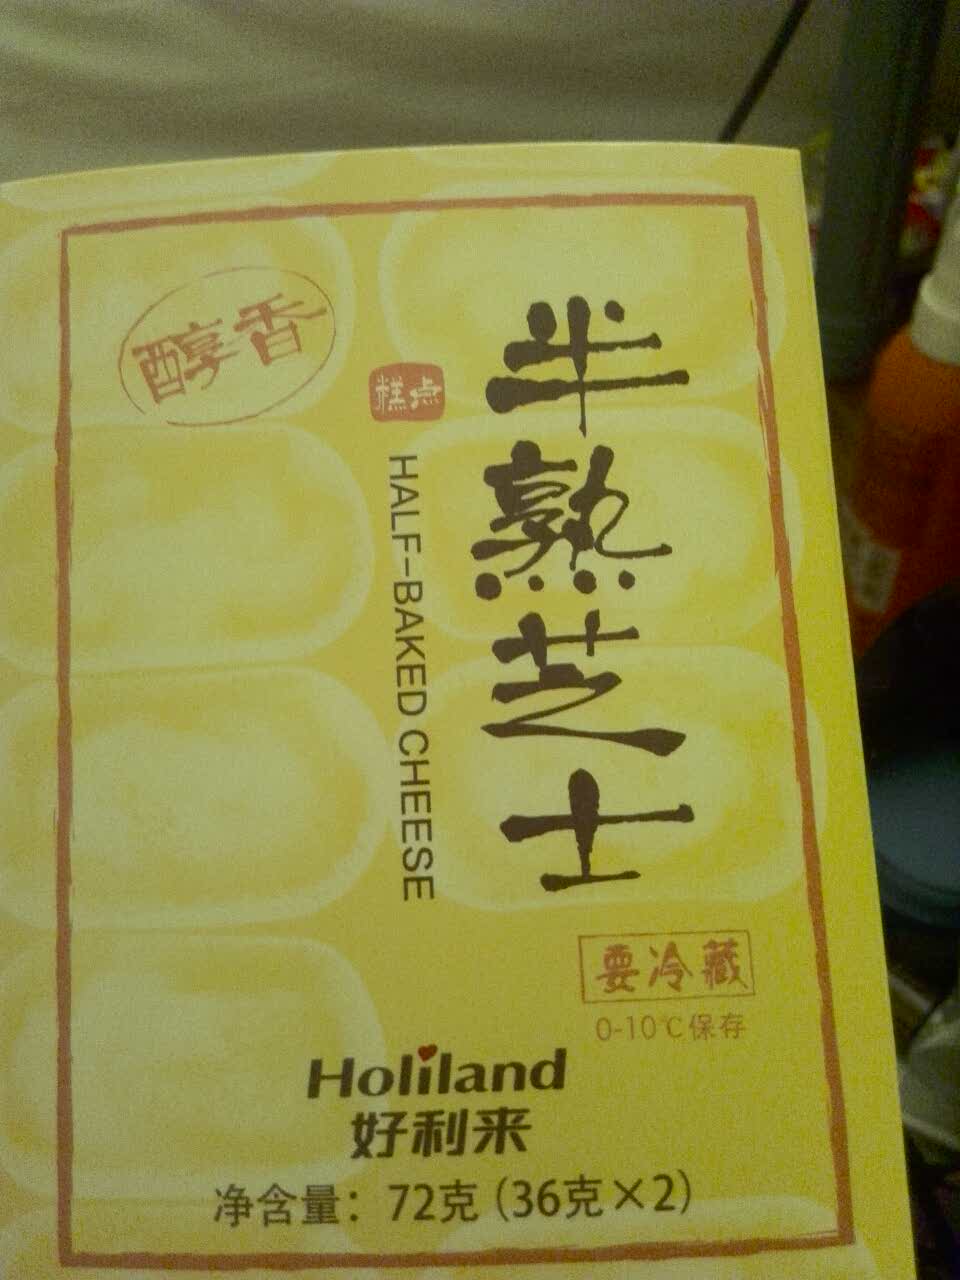 醇香
半熟芝士
糕点
HALF-BAKED CHEESE
要冷藏
0-10℃保存
Holiland
好利来
净含量：72克（36克×2）